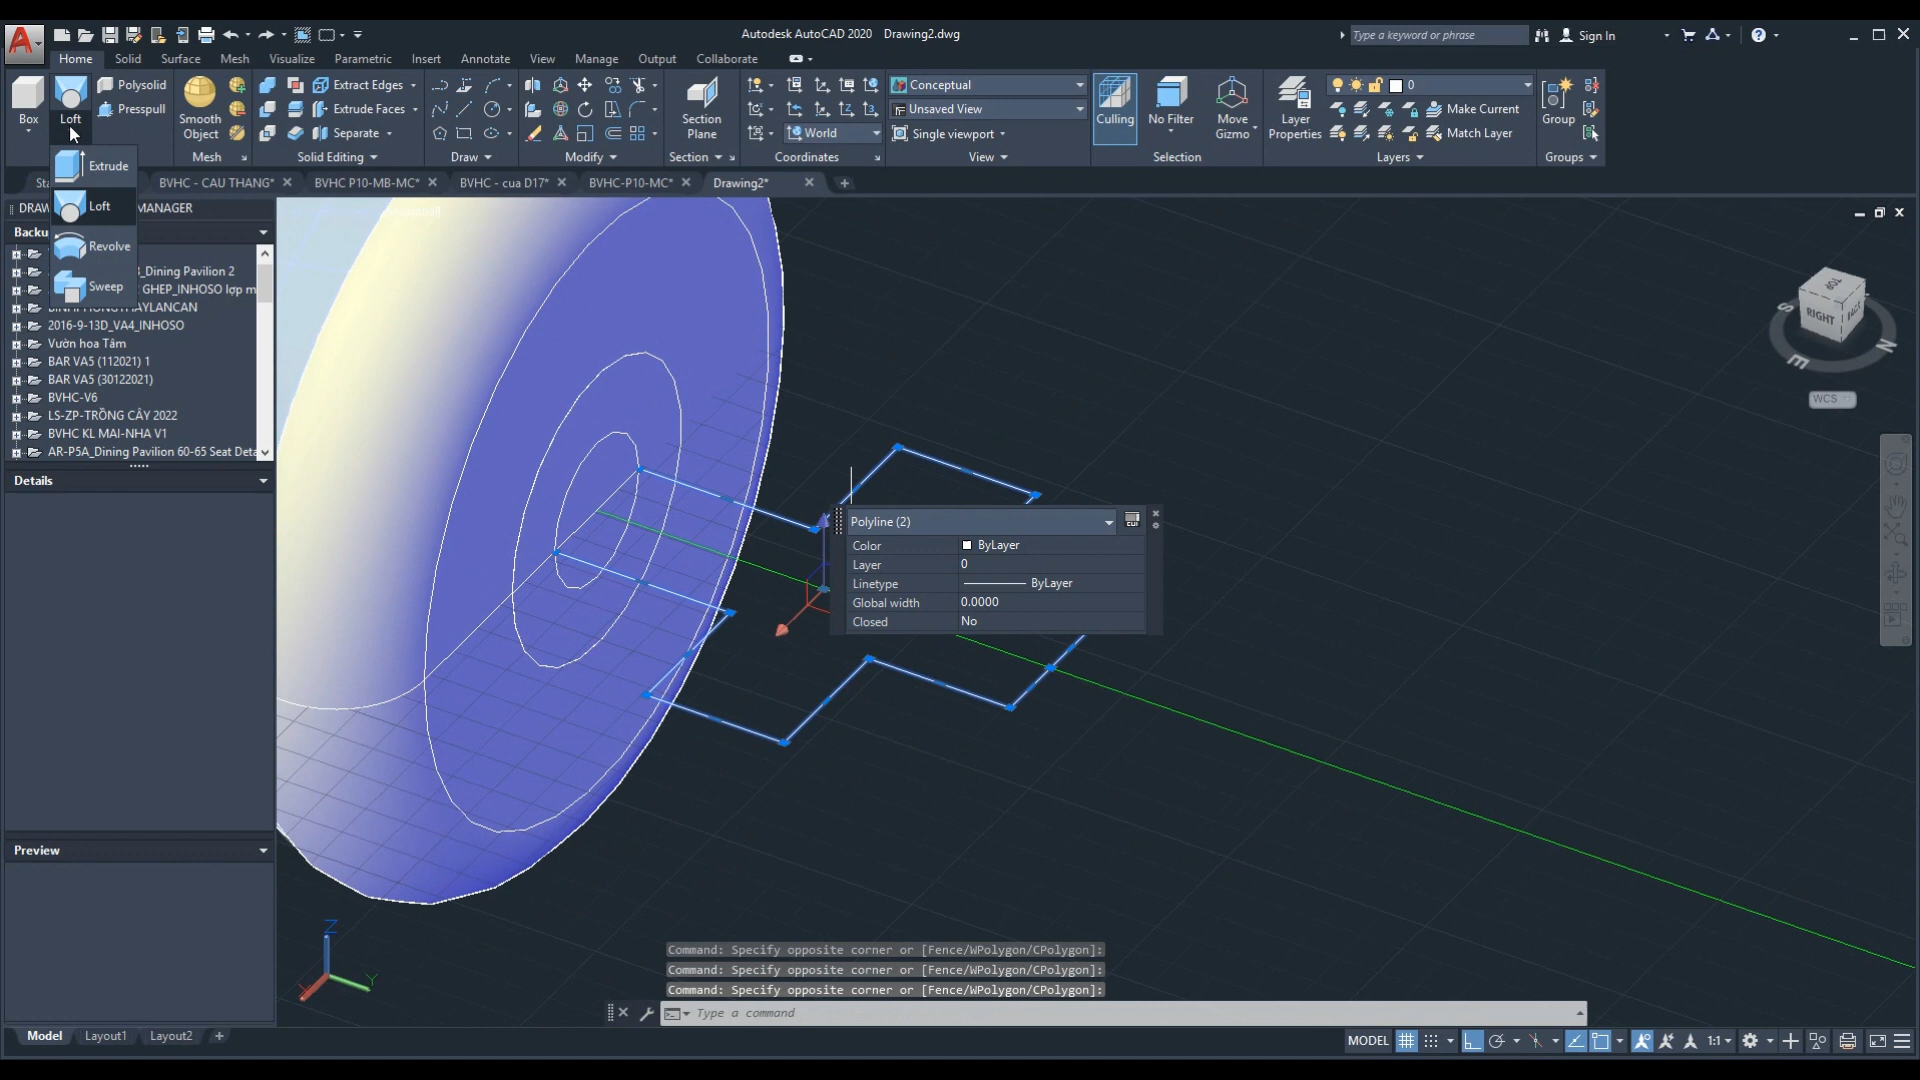 Autodesk AutoCAD 2020 Drawing2.dwg
Type a keyword or phrase
Sign In
Home Solid Surface Mesh Visualize Parametric Insert Annotate View Manage Output Collaborate
Box
Loft
Polysolid
Presspull
Smooth
Object
Mesh
Extract Edges
Extrude Faces
Separate
Solid Editing
Draw
Modify
Section
Plane
Section
World
Coordinates
Conceptual
Unsaved View
Single viewport
View
Culling
No Filter
Move
Gizmo
Selection
Layer
Properties
0
Make Current
Match Layer
Layers
Group
Groups
Extrude
Loft
Revolve
Sweep
BVHC - CAU THANG*
BVHC P10-MB-MC*
BVHC - cua D17*
BVHC-P10-MC*
Drawing2*
MANAGER
_Dining Pavilion 2
GHEP_INHOSO lợp m
2016-9-13D_VA4_INHOSO
Vườn hoa Tâm
BAR VA5 (112021) 1
BAR VA5 (30122021)
BVHC-V6
LS-ZP-TRỒNG CÂY 2022
BVHC KL MAI-NHA V1
AR-P5A_Dining Pavilion 60-65 Seat Deta
Details
Preview
TOP
RIGHT
S
E
N
WCS
Polyline (2)
CUI
Color ByLayer
Layer 0
Linetype ByLayer
Global width 0.0000
Closed No
Z
Y
X
Command: Specify opposite corner or [Fence/WPolygon/CPolygon]:
Command: Specify opposite corner or [Fence/WPolygon/CPolygon]:
Command: Specify opposite corner or [Fence/WPolygon/CPolygon]:
Type a command
Model Layout1 Layout2
MODEL
1:1